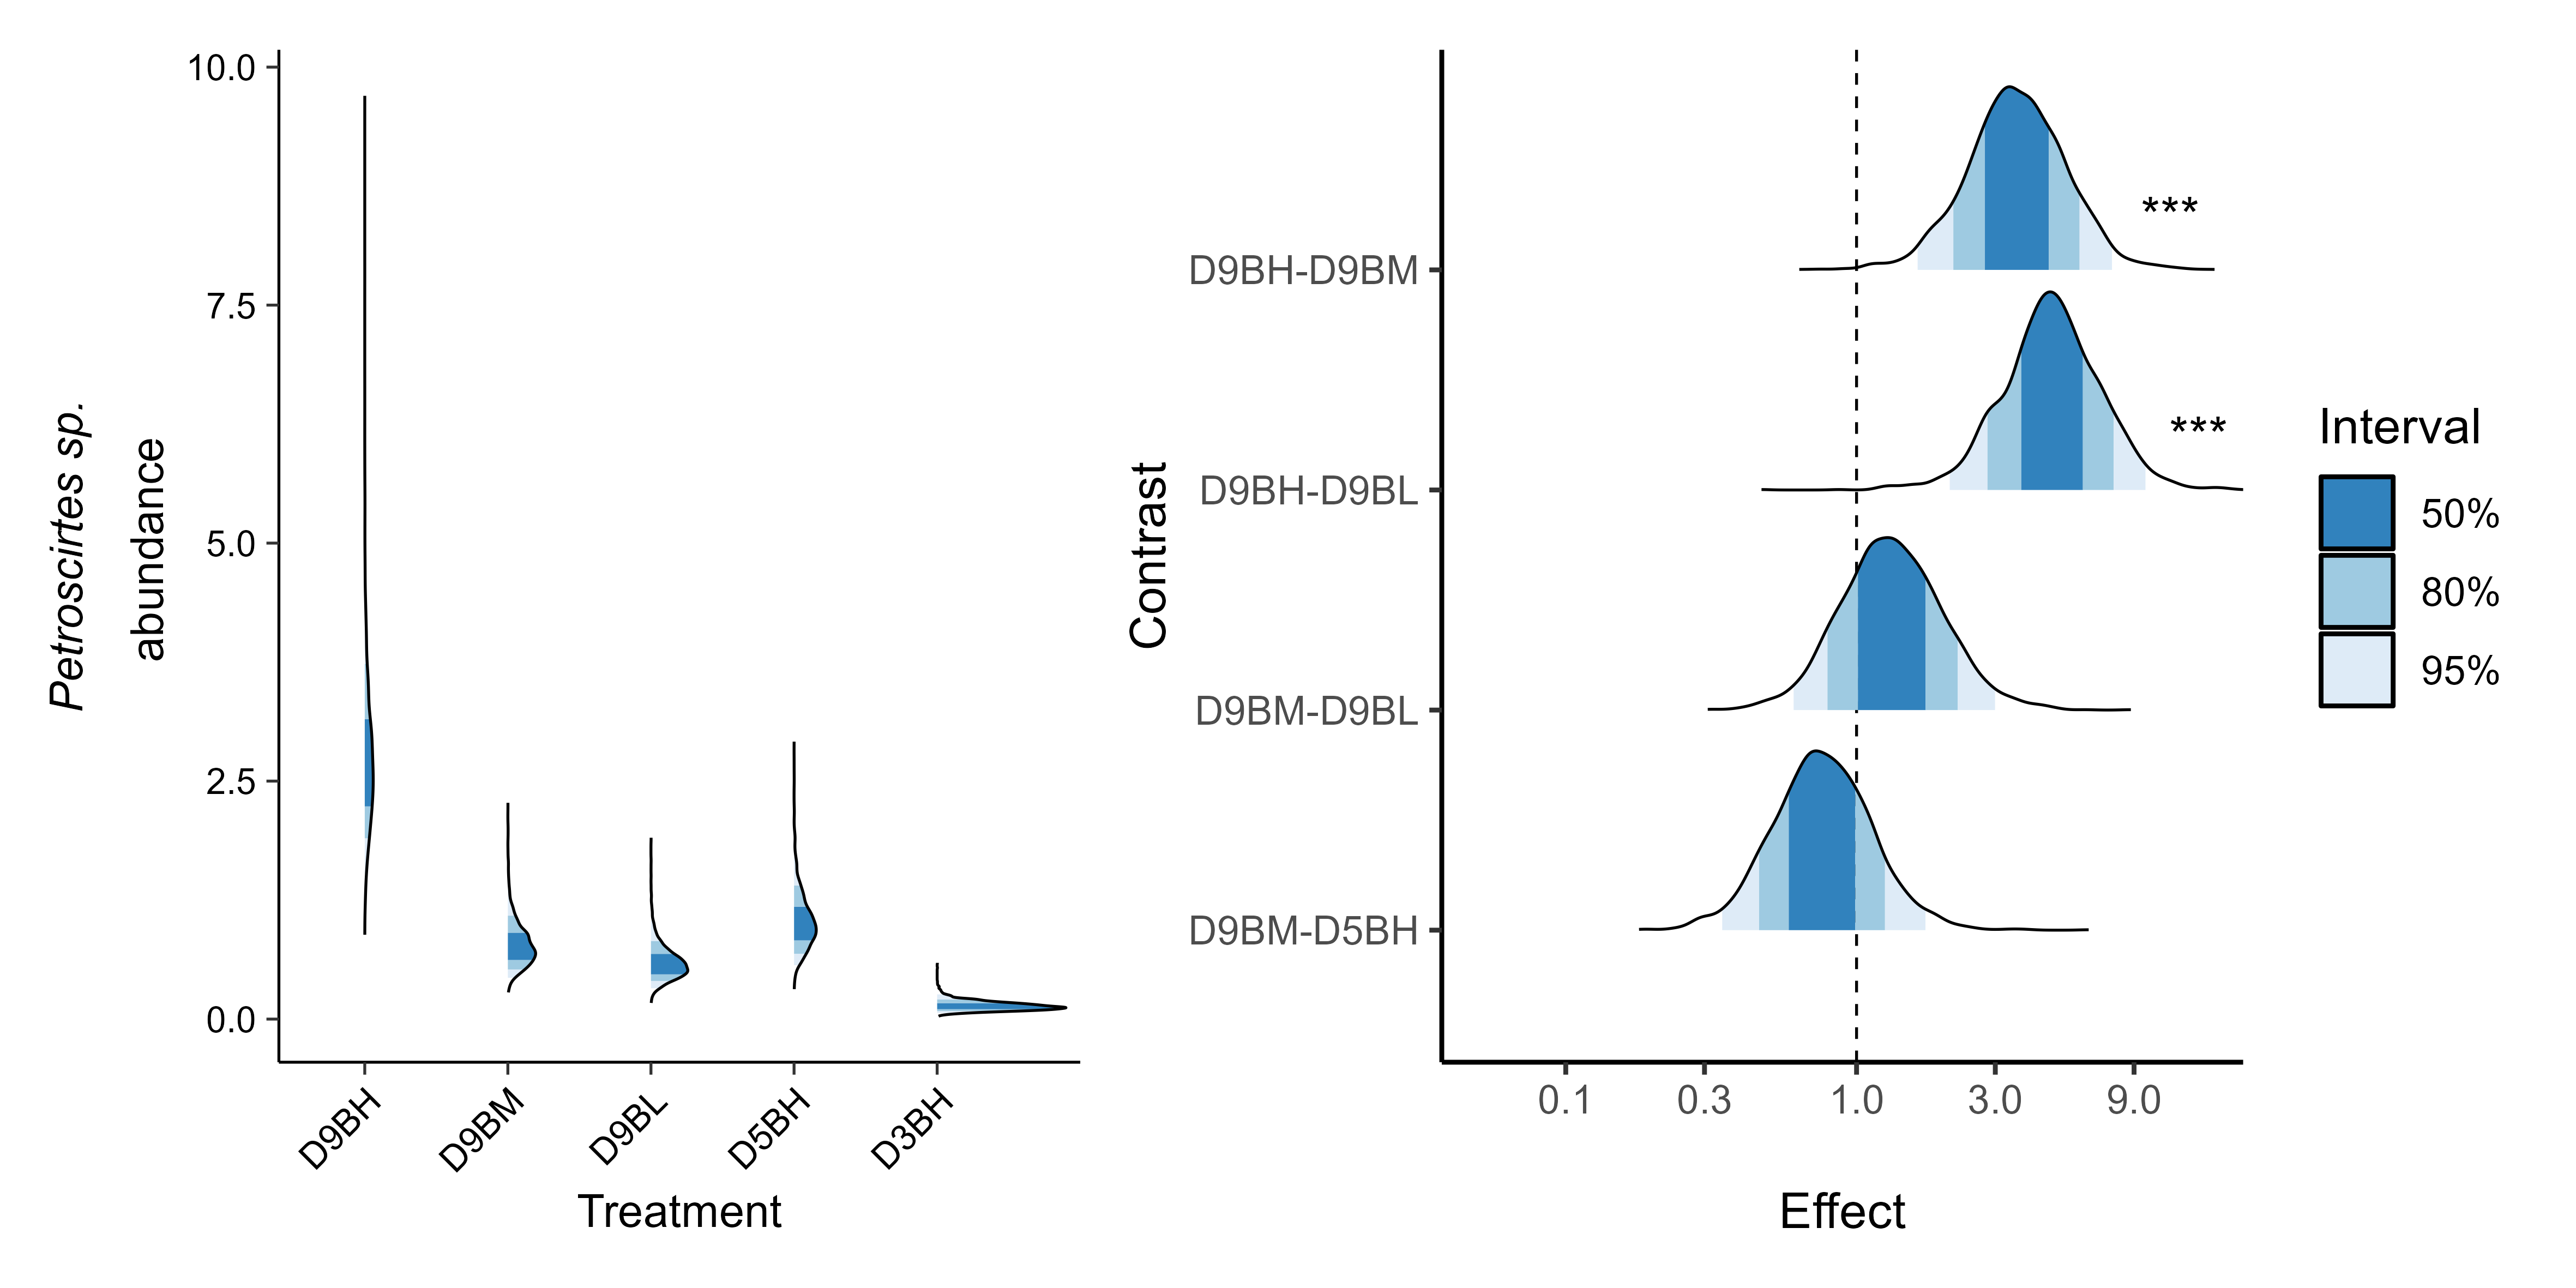 10.0
7.5
5.0
2.5
0.0
Petroscirtes sp.
abundance
D9BH
D9BM
D9BL
D5BH
D3BH
Treatment
Contrast
D9BH-D9BM
D9BH-D9BL
D9BM-D9BL
D9BM-D5BH
***
***
0.1
0.3
1.0
3.0
9.0
Effect
Interval
50%
80%
95%